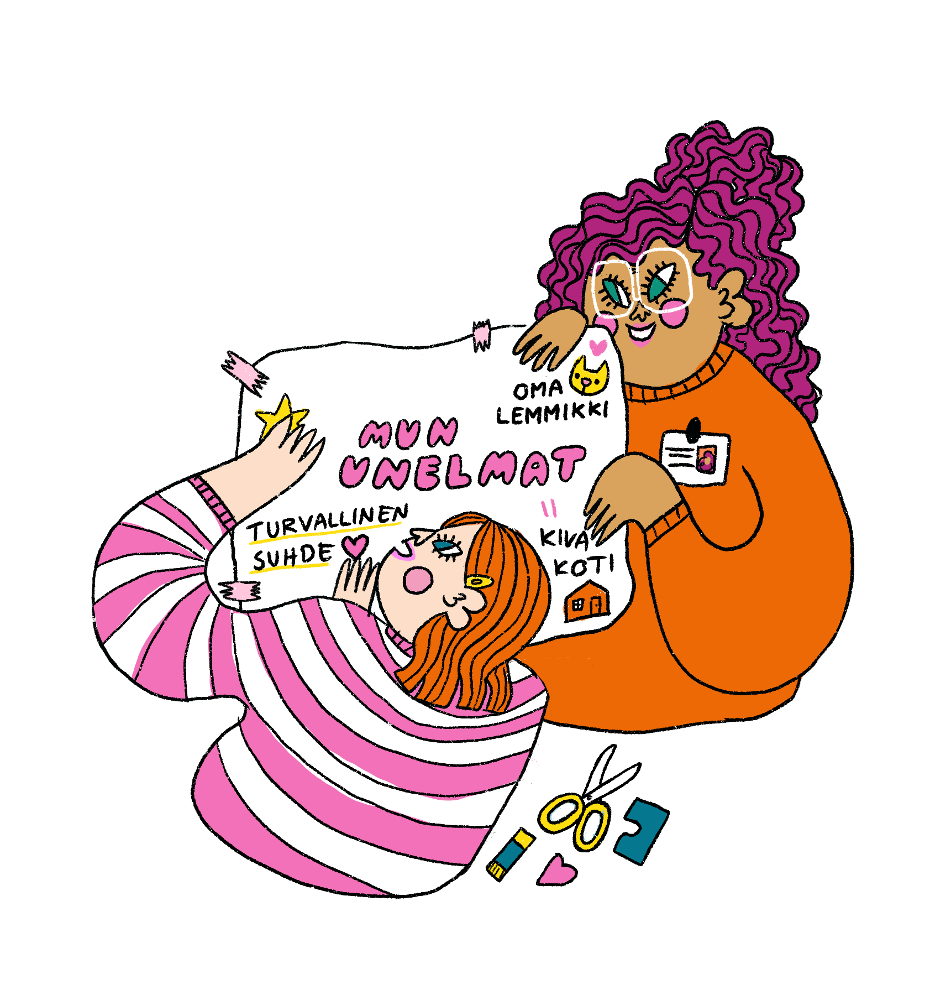 OMA
LEMMIKKI
MUN
UNELMAT
TURVALLINEN
SUHDE
KIVA
KOTI